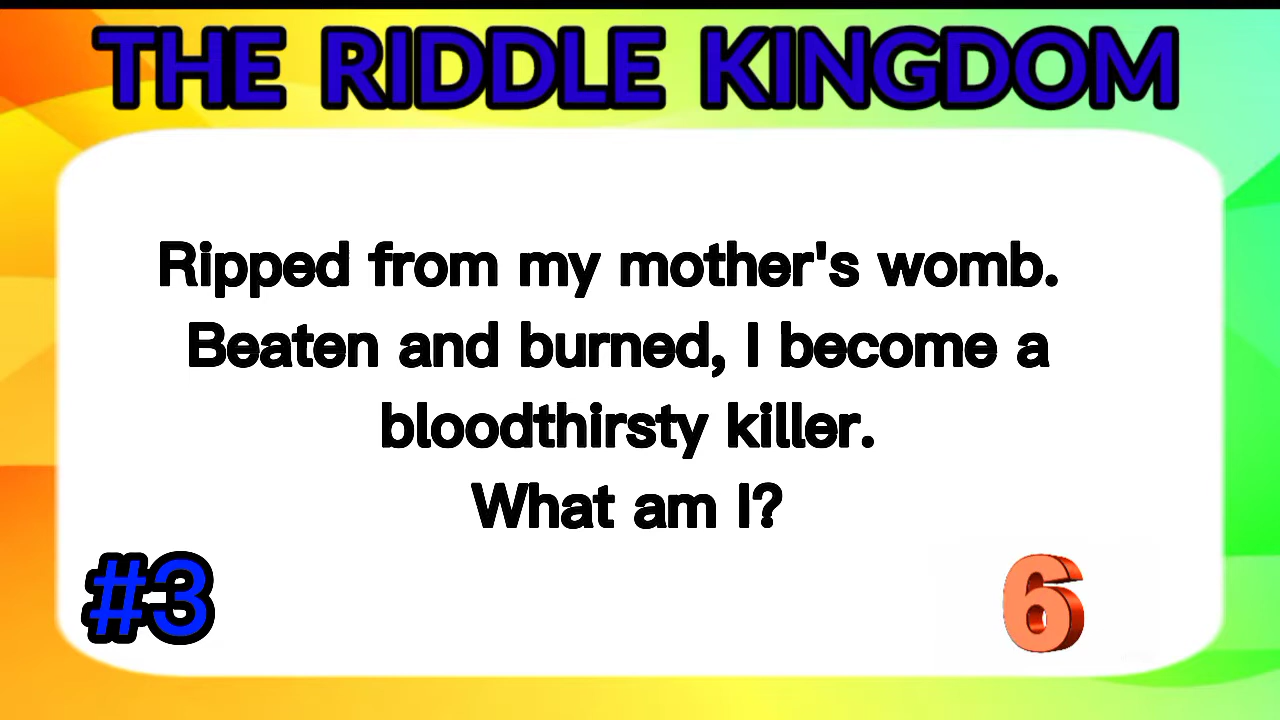 THE RIDDLE KINGDOM
Ripped from my mother's womb.
Beaten and burned, I become a
bloodthirsty killer.
What am I?
#3
6